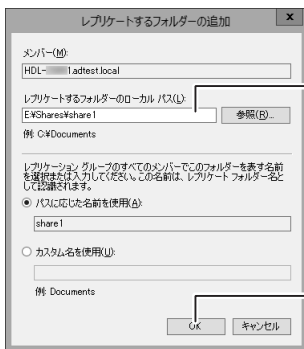 レプリケートするフォルダーの追加
x
メンバー(M):
HDL-    1.adtest.local
レプリケートするフォルダーのローカル パス(L):
E:¥Shares¥share1
参照(R)...
例: C:¥Documents
レプリケーション グループのすべてのメンバーでこのフォルダーを表す名前
を選択または入力してください。この名前は、レプリケート フォルダー名と
して認識されます。
パスに応じた名前を使用(A):
share1
カスタム名を使用(U):
例: Documents
OK
キャンセル